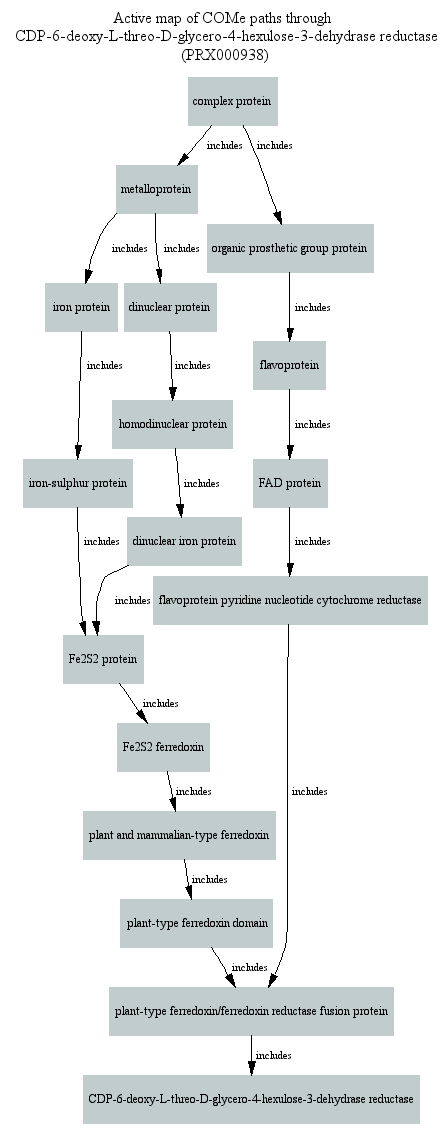 Active map of COMe paths through
CDP-6-deoxy-L-threo-D-glycero-4-hexulose-3-dehydrase reductase
(PRX000938)
complex protein
includes
includes
metalloprotein
organic prosthetic group protein
includes
includes
iron protein
dinuclear protein
includes
flavoprotein
includes
includes
homodinuclear protein
includes
iron-sulphur protein
includes
FAD protein
dinuclear iron protein
includes
includes
includes
flavoprotein pyridine nucleotide cytochrome reductase
Fe2S2 protein
includes
Fe2S2 ferredoxin
includes
includes
plant and mammalian-type ferredoxin
includes
plant-type ferredoxin domain
includes
plant-type ferredoxin/ferredoxin reductase fusion protein
includes
CDP-6-deoxy-L-threo-D-glycero-4-hexulose-3-dehydrase reductase